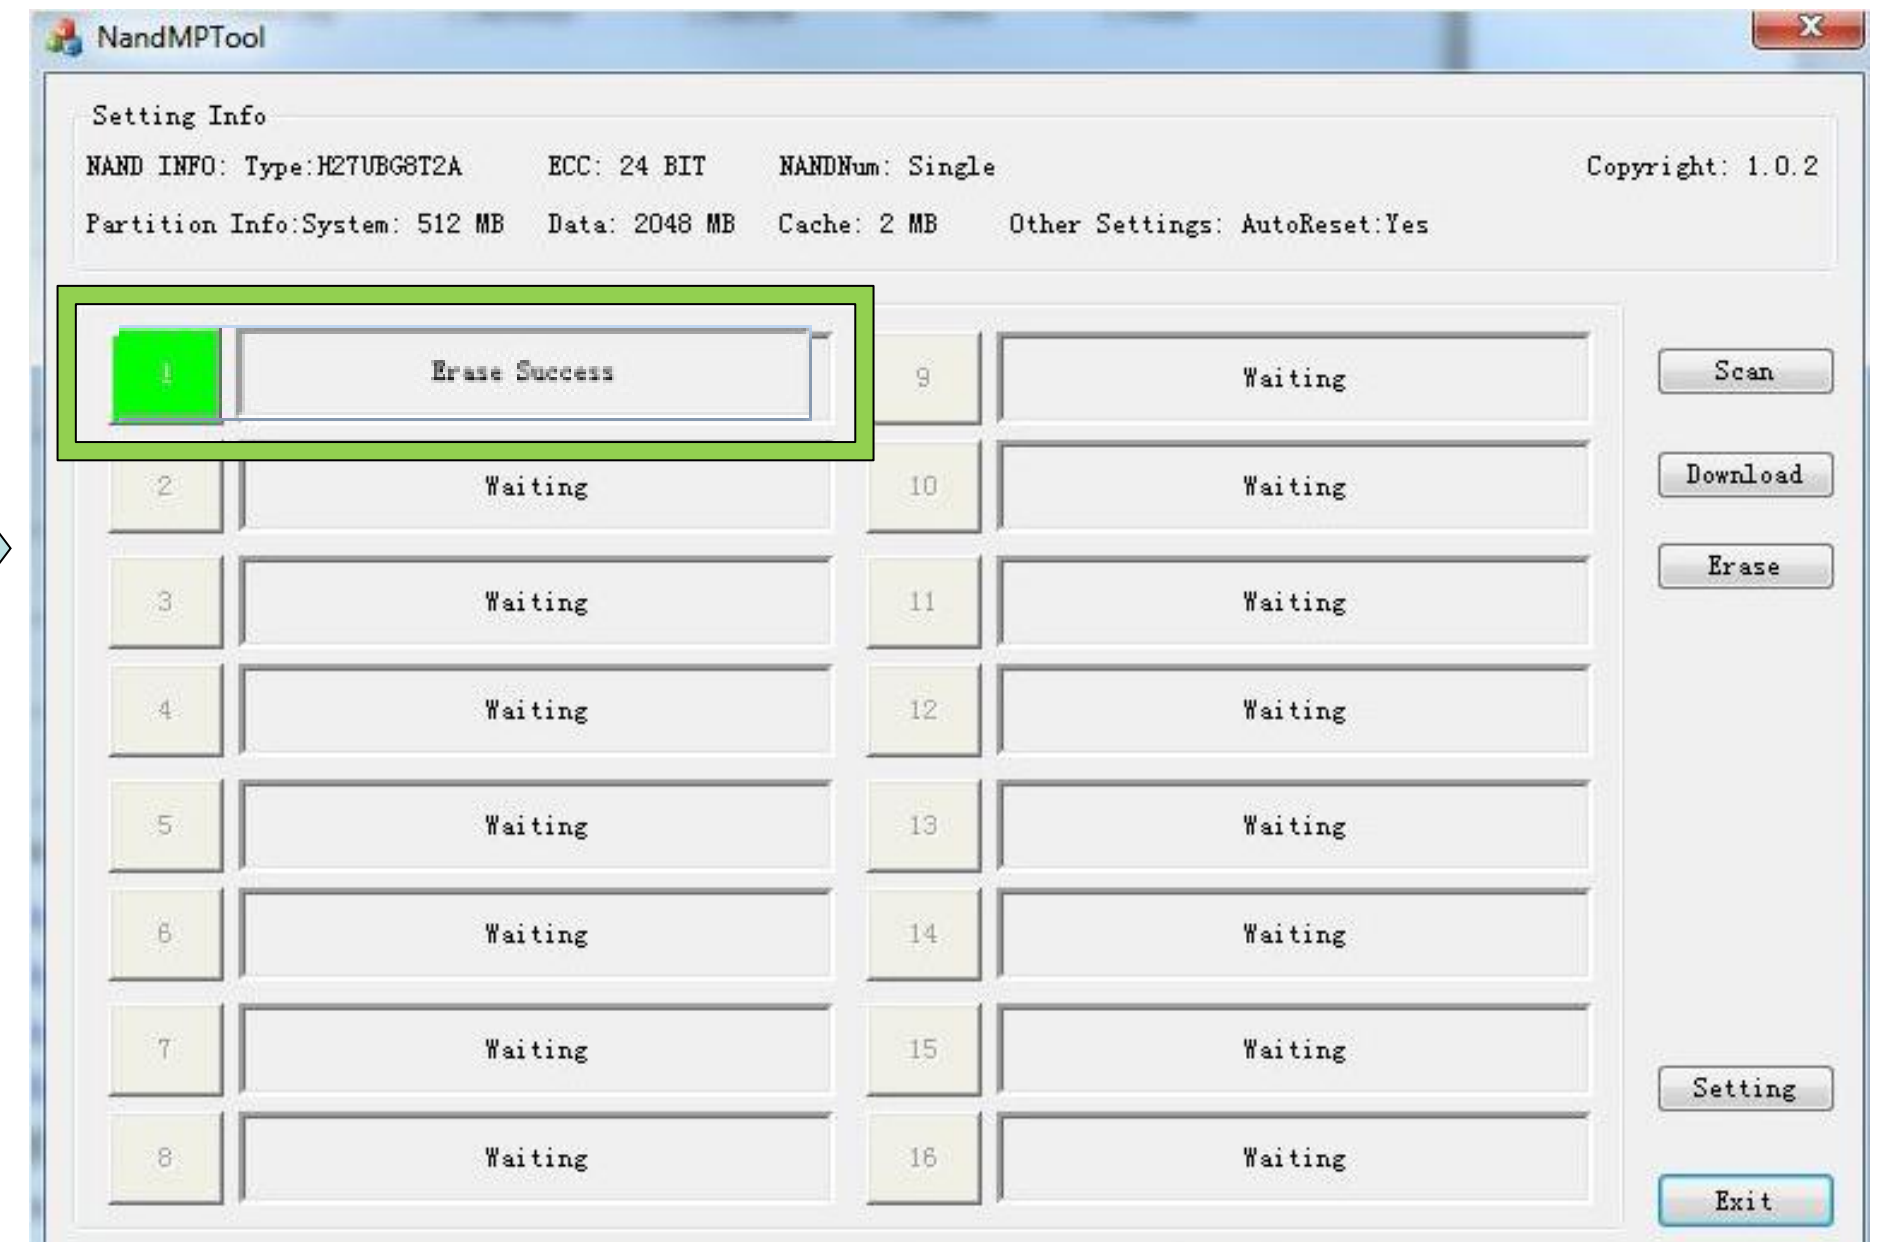 NandMPTool
X
Setting Info
NAND INFO: Type:H27UBG8T2A ECC: 24 BIT NANDNum: Single Copyright: 1.0.2
Partition Info:System: 512 MB Data: 2048 MB Cache: 2 MB Other Settings: AutoReset:Yes
1 Erase Success 9 Waiting Scan
2 Waiting 10 Waiting Download
3 Waiting 11 Waiting Erase
4 Waiting 12 Waiting
5 Waiting 13 Waiting
6 Waiting 14 Waiting
7 Waiting 15 Waiting Setting
8 Waiting 16 Waiting Exit